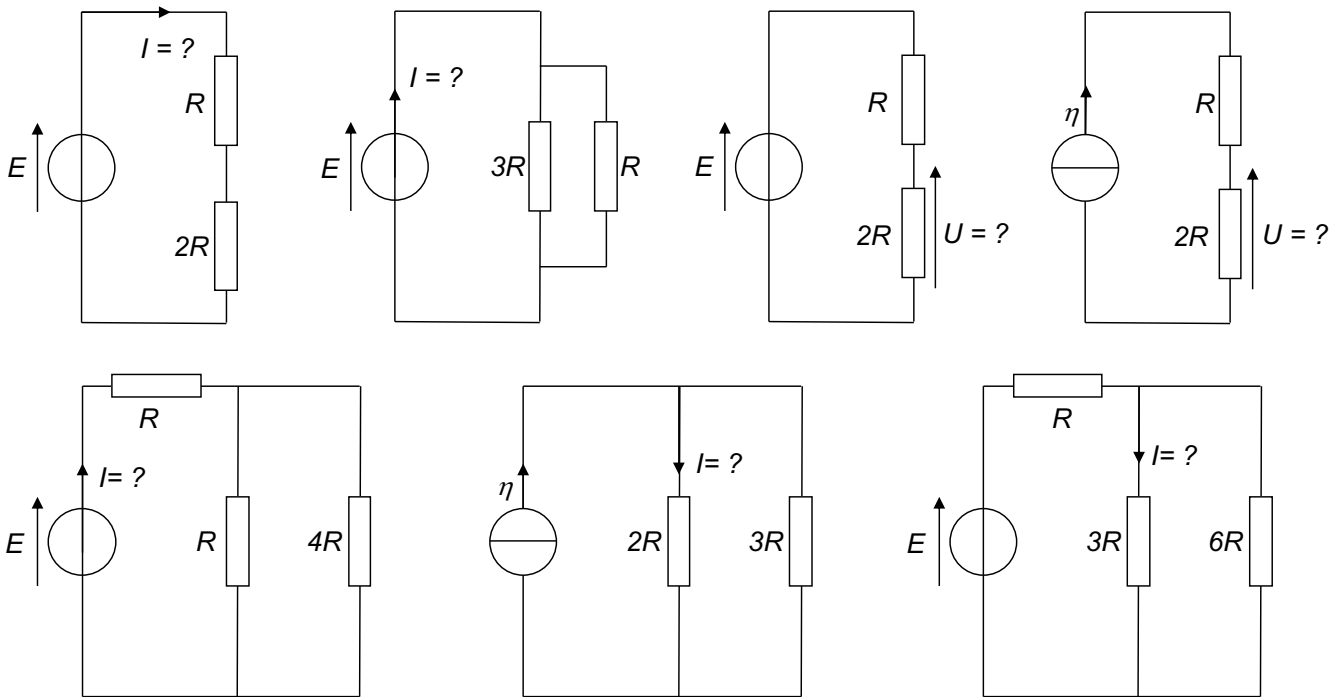 I = ?
R
E
2R
I = ?
E
3R
R
R
E
2R
U = ?
η
R
2R
U = ?
R
I= ?
E
R
4R
η
I= ?
2R
3R
R
I= ?
E
3R
6R